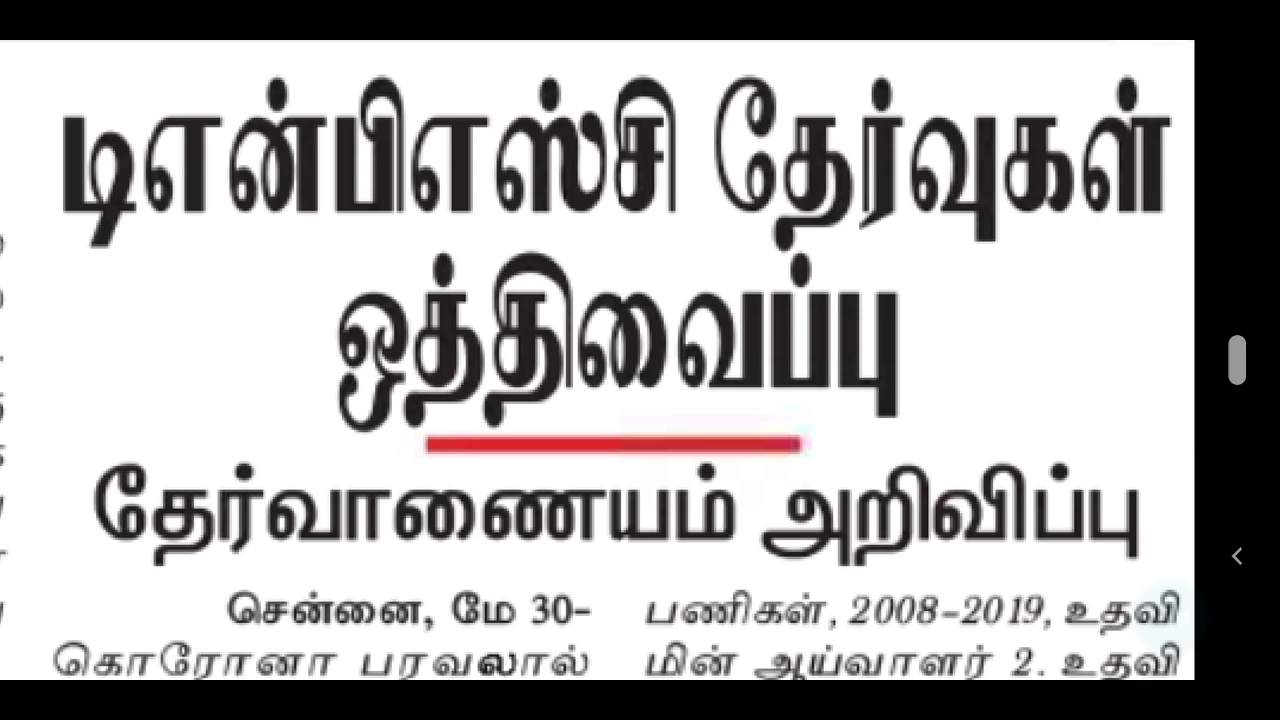 டிஎன்பிஎஸ்சி தேர்வுகள்
ஒத்திவைப்பு
தேர்வாணையம் அறிவிப்பு
சென்னை, மே 30-
கொரோனா பரவலால்
பணிகள், 2008-2019, உதவி
மின் ஆய்வாளர் 2. உதவி